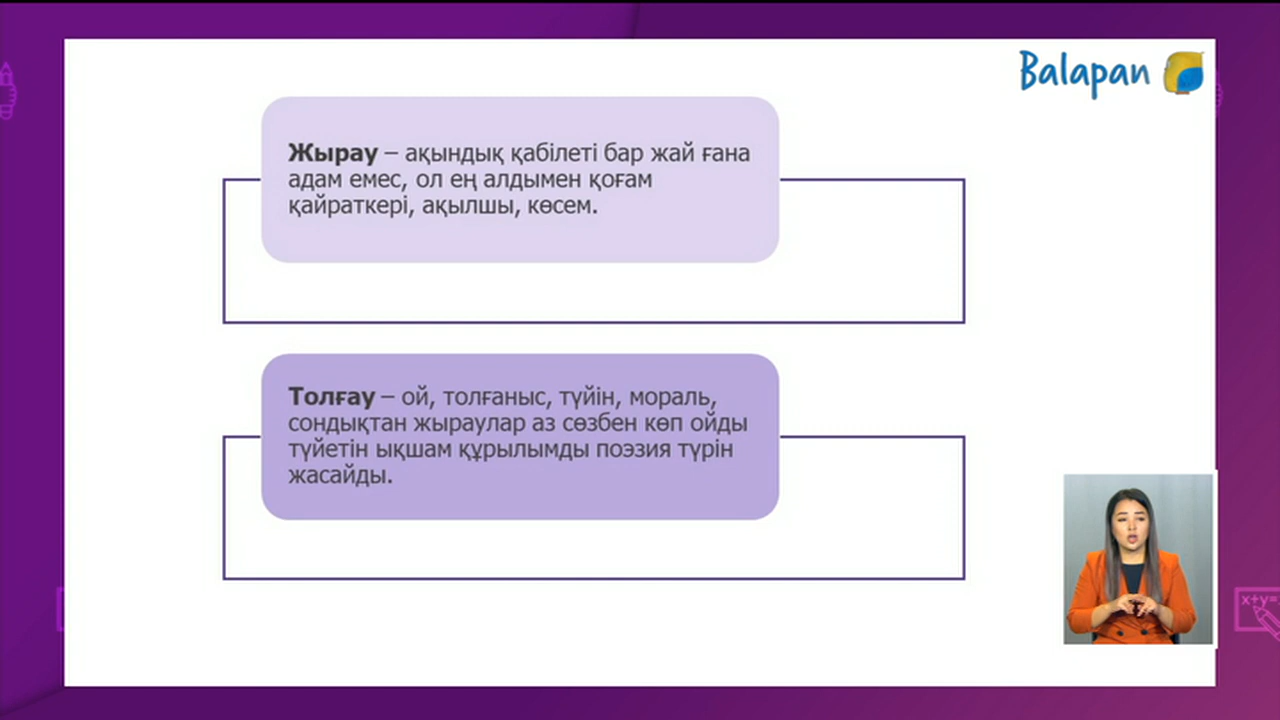 Balapan
Жырау – ақындық қабілеті бар жай ғана
адам емес, ол ең алдымен қоғам
қайраткері, ақылшы, көсем.
Толғау – ой, толғаныс, түйін, мораль,
сондықтан жыраулар аз сөзбен көп ойды
түйетін ықшам құрылымды поэзия түрін
жасайды.
x+y=